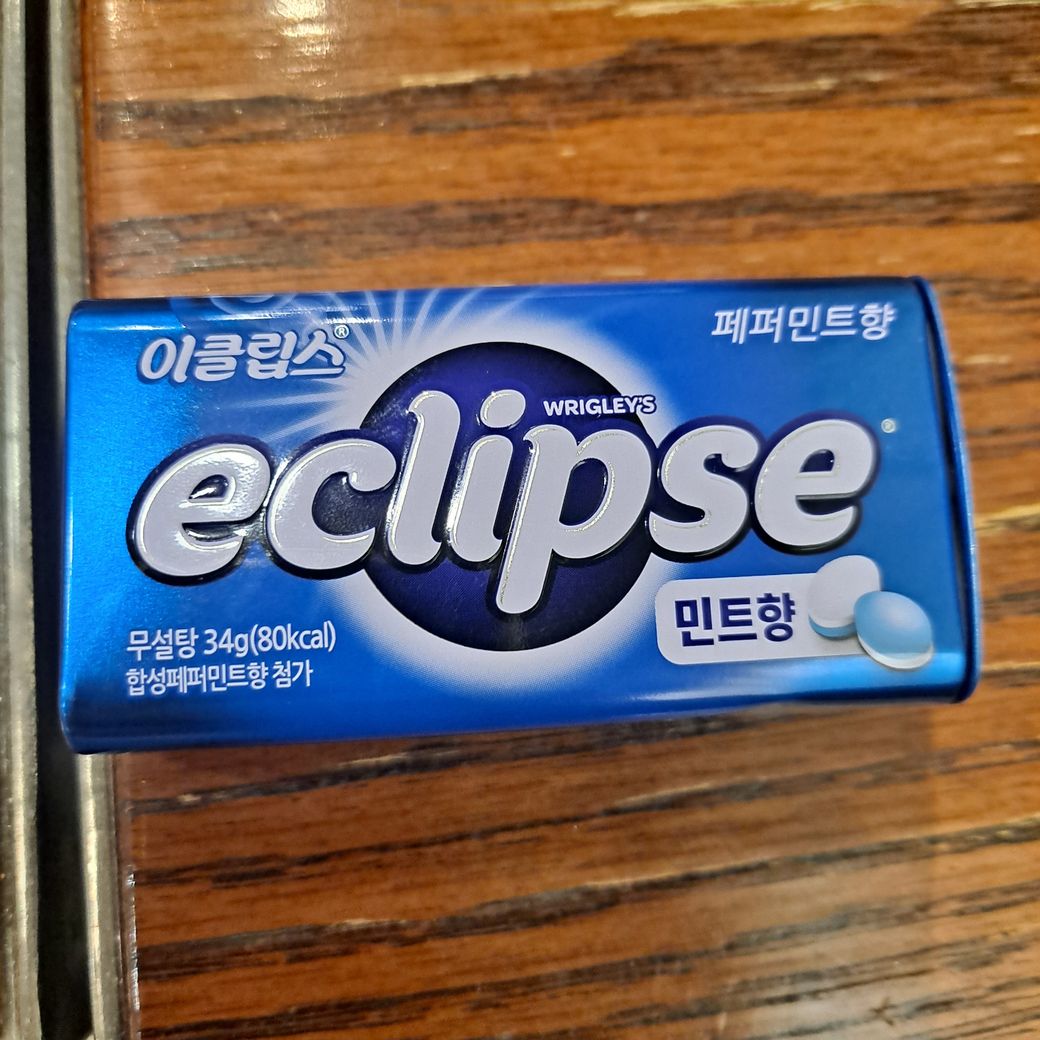 이클립스®
페퍼민트향
WRIGLEY'S
eclipse®
민트향
무설탕 34g(80kcal)
합성페퍼민트향 첨가